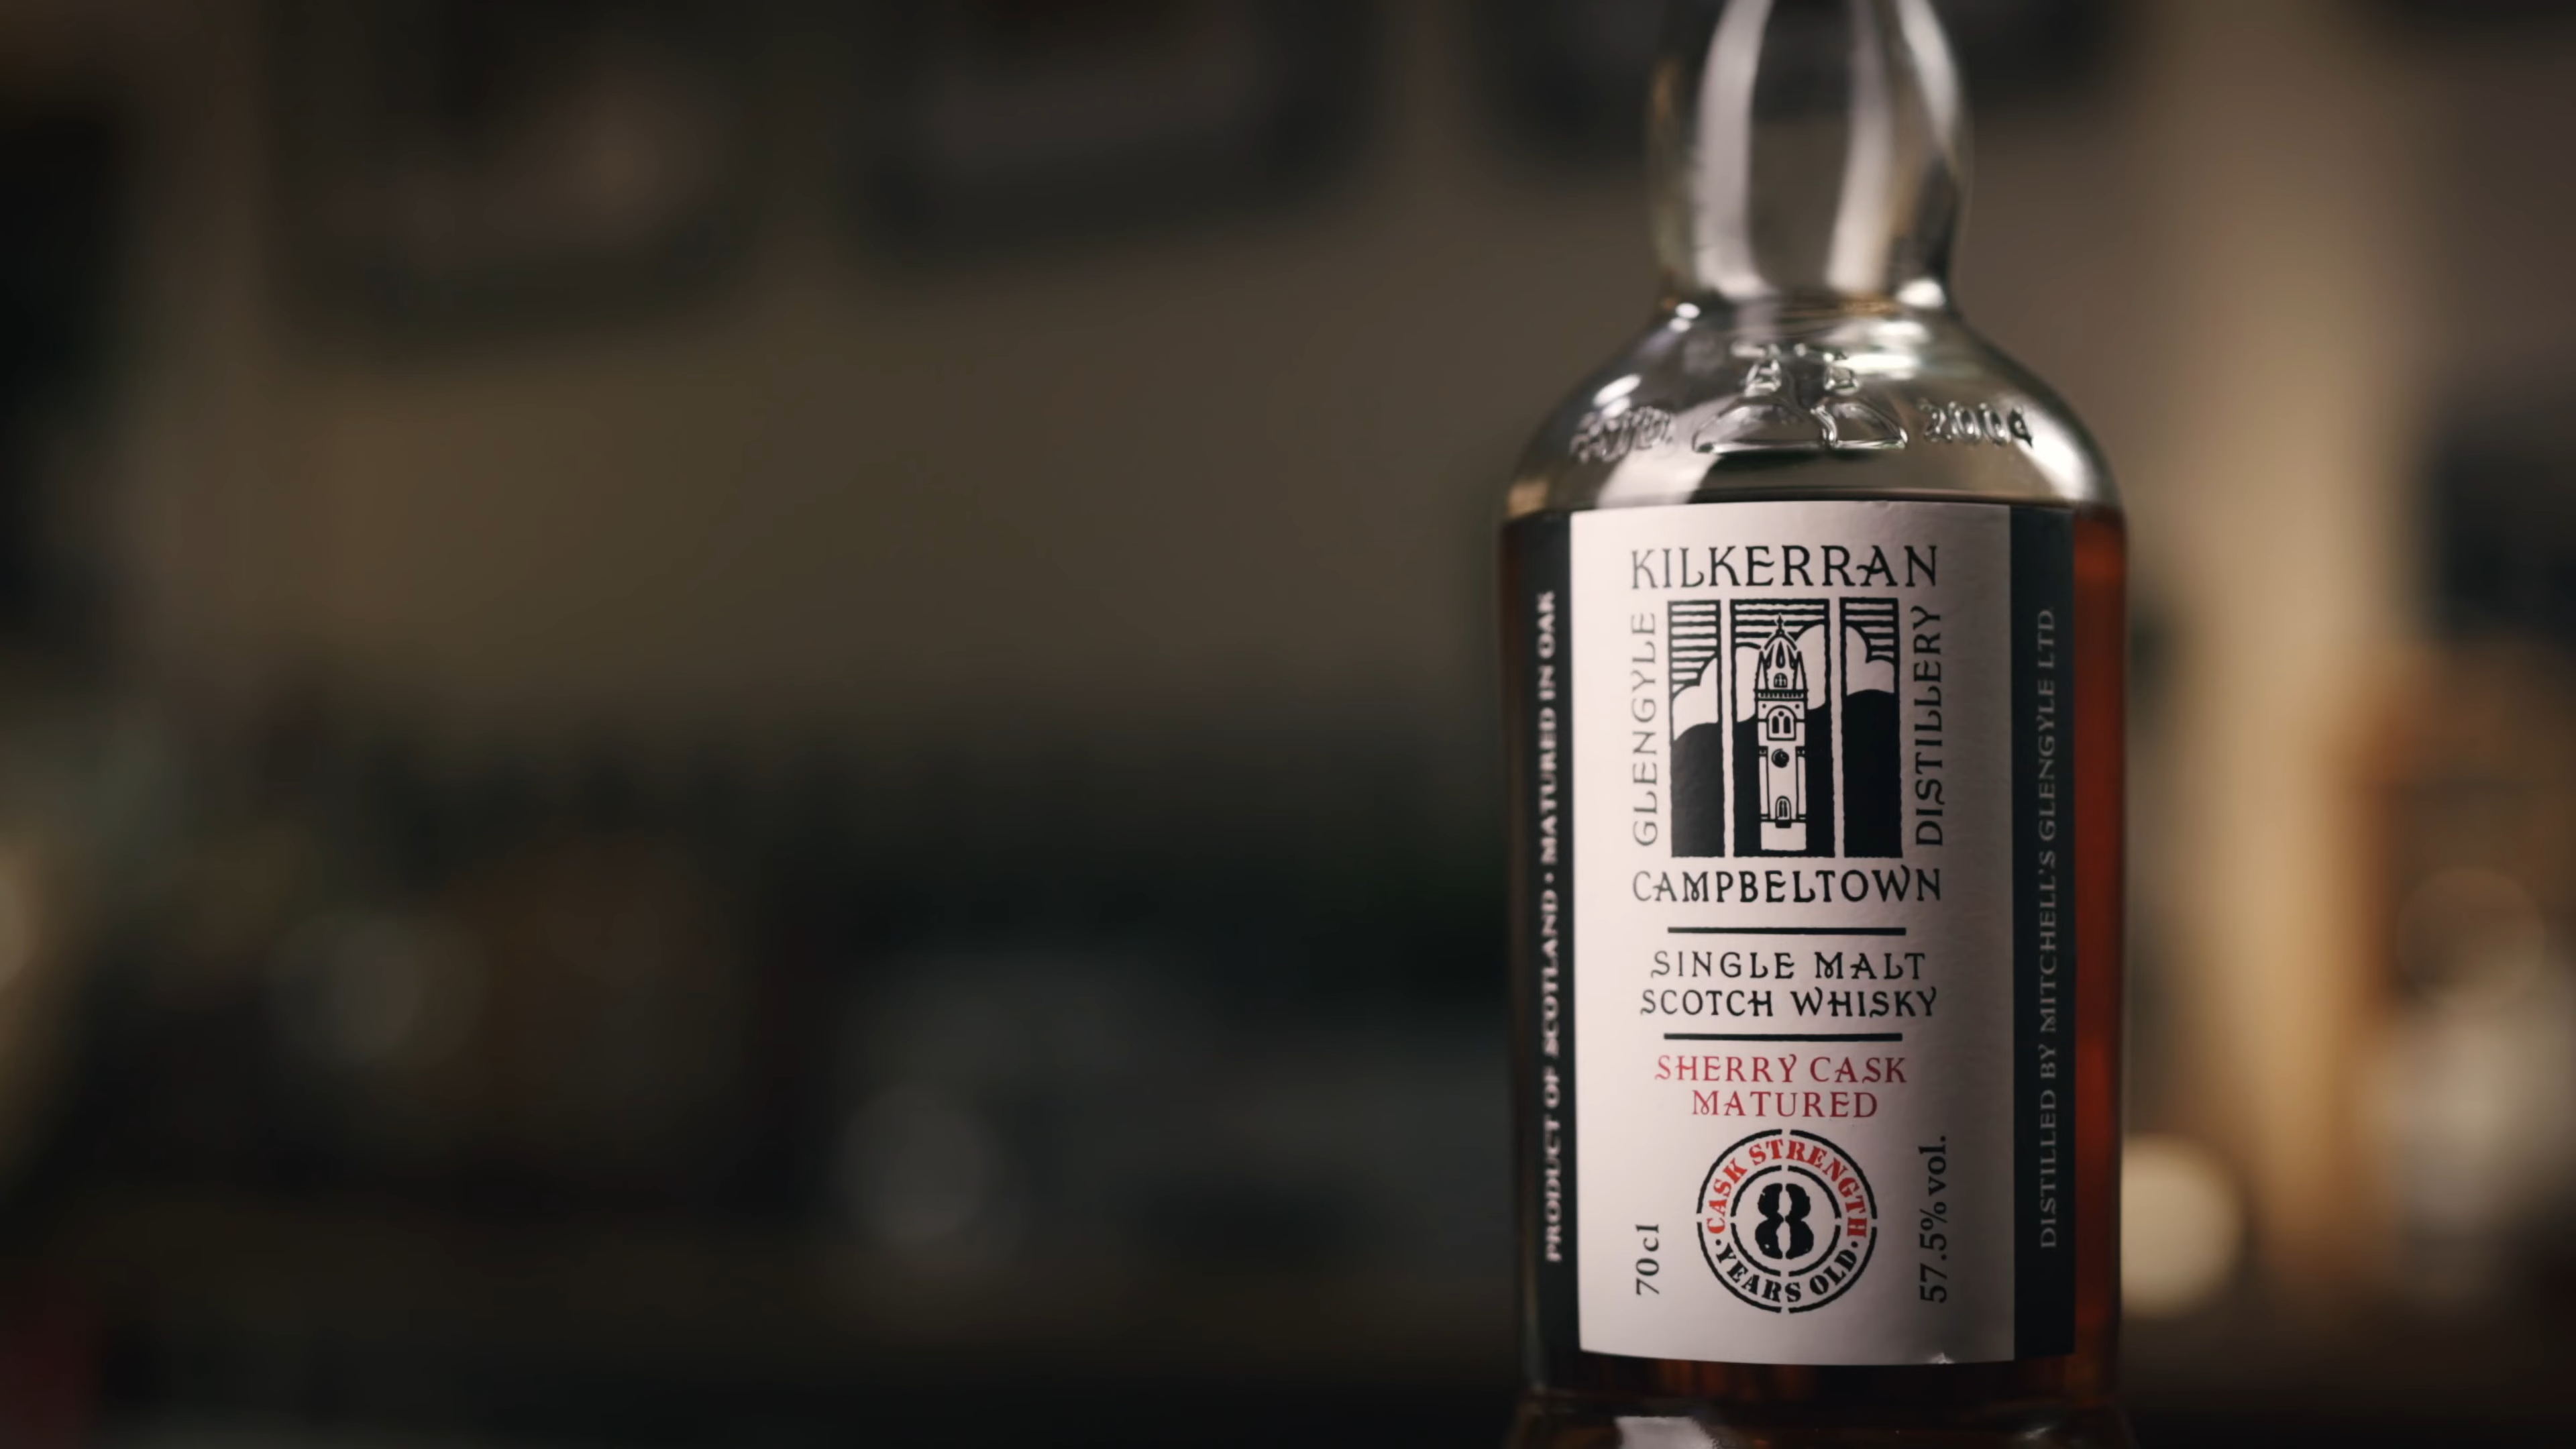 2004
KILKERRAN
GLENGYLE
DISTILLERY
CAMPBELTOWN
SINGLE MALT
SCOTCH WHISKY
SHERRY CASK
MATURED
CASK STRENGTH
8
YEARS OLD
70cl
57.5% vol.
PRODUCT OF SCOTLAND • MATURED IN OAK
DISTILLED BY MITCHELL'S GLENGYLE LTD